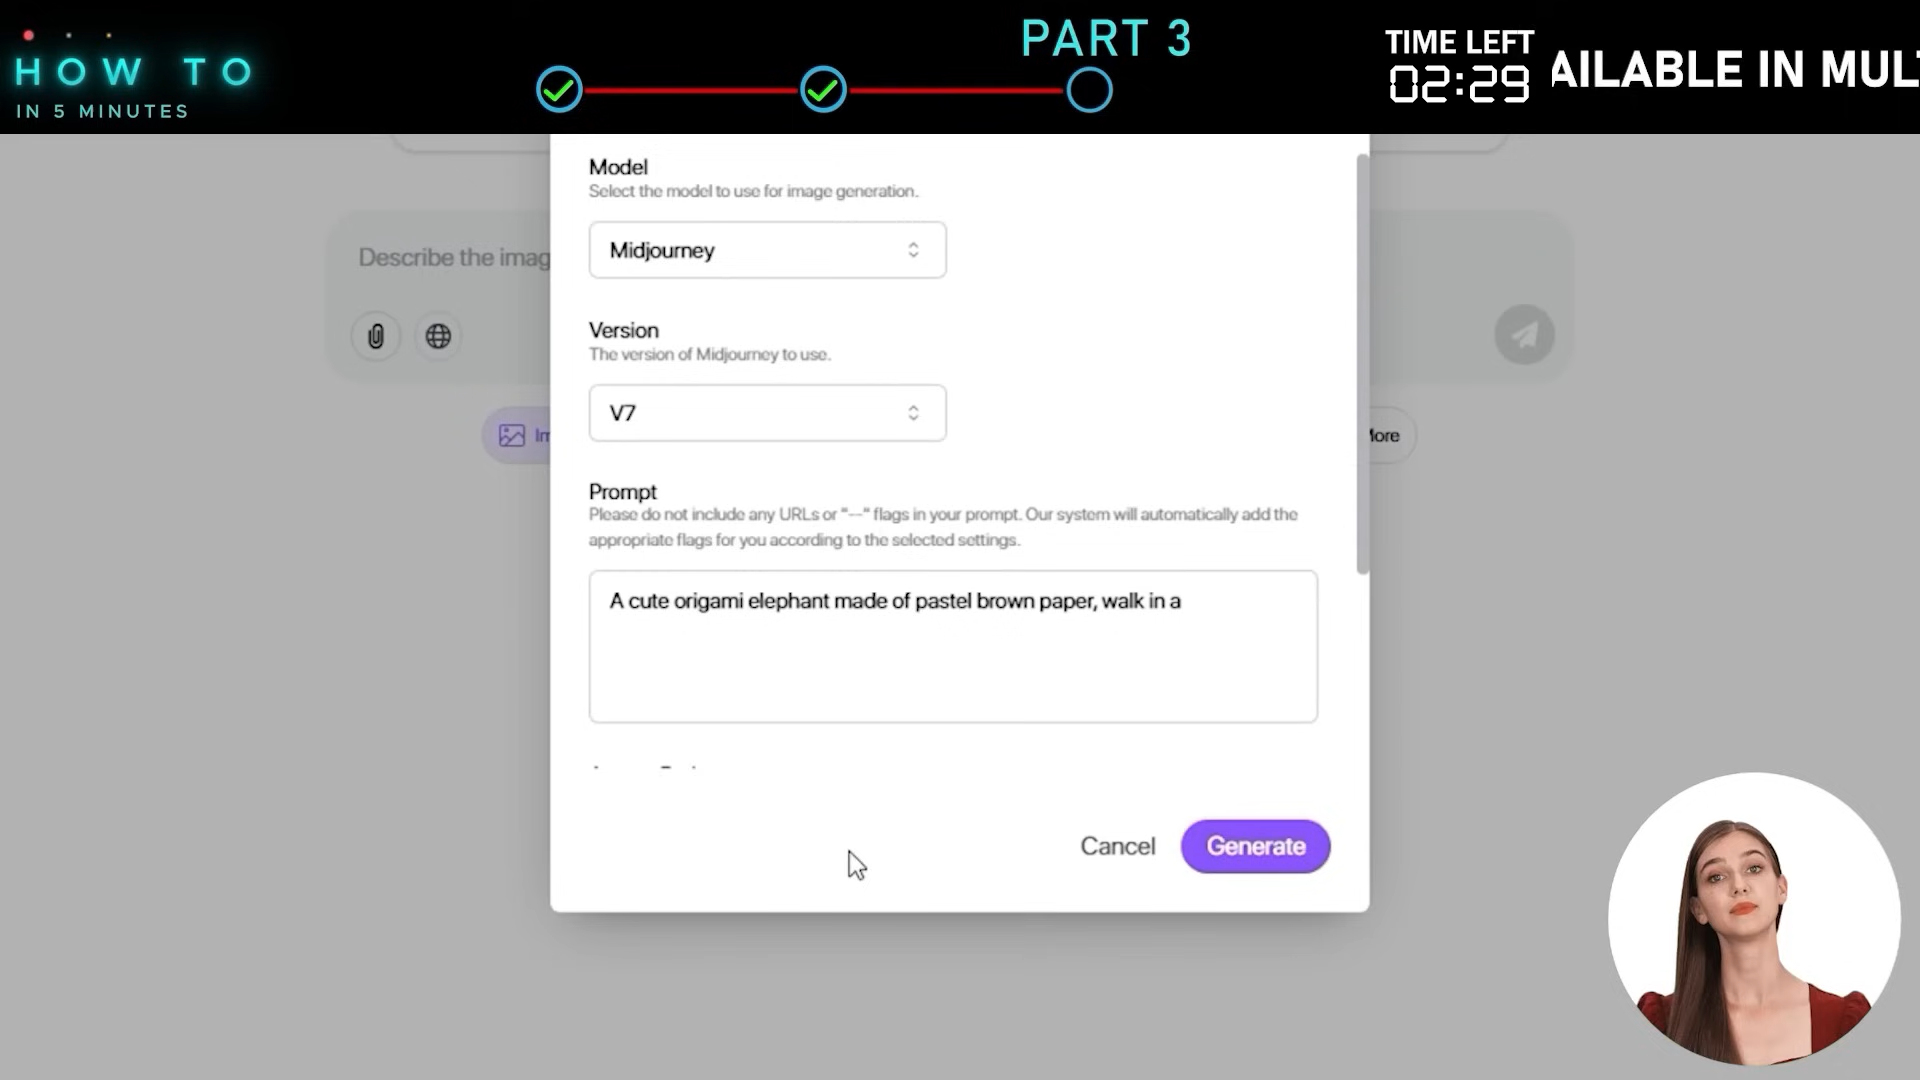 HOW TO
IN 5 MINUTES
PART 3
TIME LEFT
02:29
AILABLE IN MUL
Model
Select the model to use for image generation.
Midjourney
Describe the imag
Version
The version of Midjourney to use.
V7
Im
More
Prompt
Please do not include any URLs or "--" flags in your prompt. Our system will automatically add the
appropriate flags for you according to the selected settings.
A cute origami elephant made of pastel brown paper, walk in a
Cancel
Generate